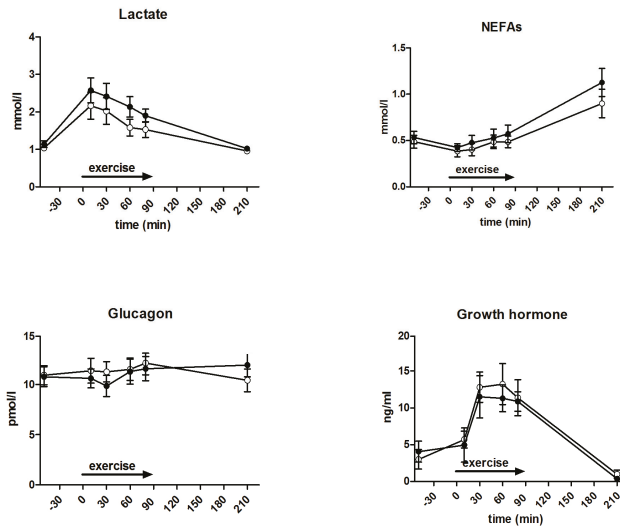 Lactate
4
3
2
1
0
mmol/l
exercise
-30 0 30 60 90 120 150 180 210
time (min)
NEFAs
1.5
1.0
0.5
0.0
mmol/l
exercise
-30 0 30 60 90 120 150 180 210
time (min)
Glucagon
15
10
5
0
pmol/l
exercise
-30 0 30 60 90 120 150 180 210
Growth hormone
20
15
10
5
0
ng/ml
exercise
-30 0 30 60 90 120 150 180 210
time (min)